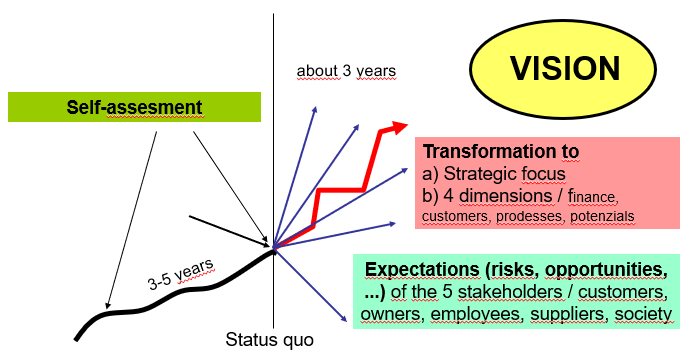 about 3 years
VISION
Self-assesment
Transformation to
a) Strategic focus
b) 4 dimensions / finance,
customers, prodesses, potenzials
3-5 years
Expectations (risks, opportunities,
...) of the 5 stakeholders / customers,
owners, employees, suppliers, society
Status quo